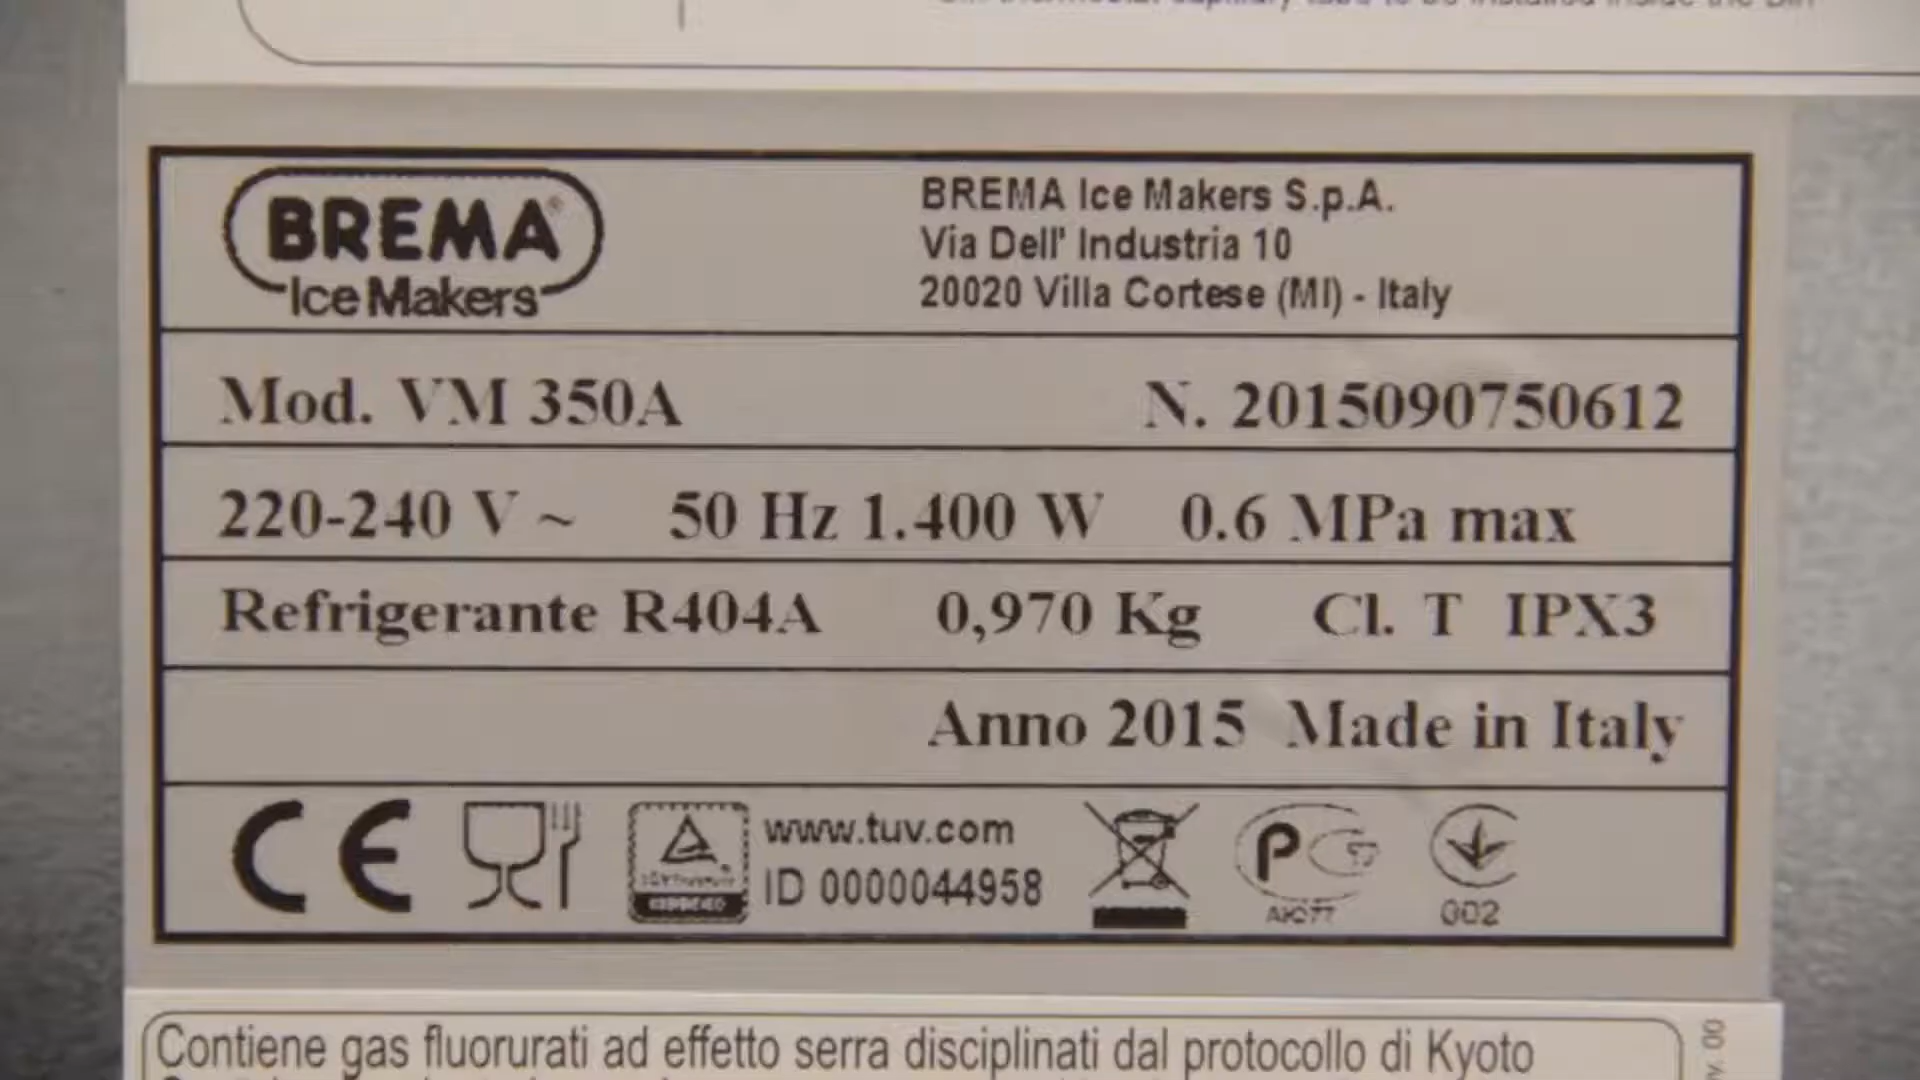 BREMA®
Ice Makers
BREMA Ice Makers S.p.A.
Via Dell' Industria 10
20020 Villa Cortese (MI) - Italy
Mod. VM 350A N. 2015090750612
220-240 V ~ 50 Hz 1.400 W 0.6 MPa max
Refrigerante R404A 0,970 Kg Cl. T IPX3
Anno 2015 Made in Italy
CE
www.tuv.com
ID 0000044958
002
Contiene gas fluorurati ad effetto serra disciplinati dal protocollo di Kyoto
00